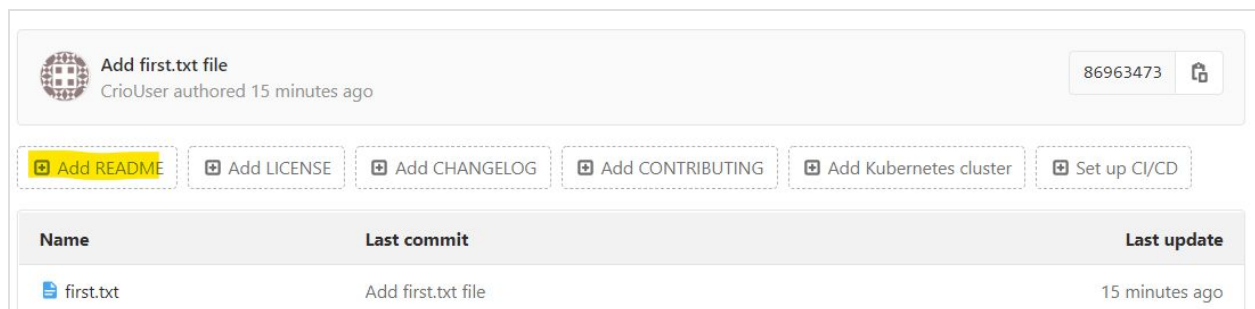 Add first.txt file
CrioUser authored 15 minutes ago
86963473
Add README Add LICENSE Add CHANGELOG Add CONTRIBUTING Add Kubernetes cluster Set up CI/CD
Name Last commit Last update
first.txt Add first.txt file 15 minutes ago